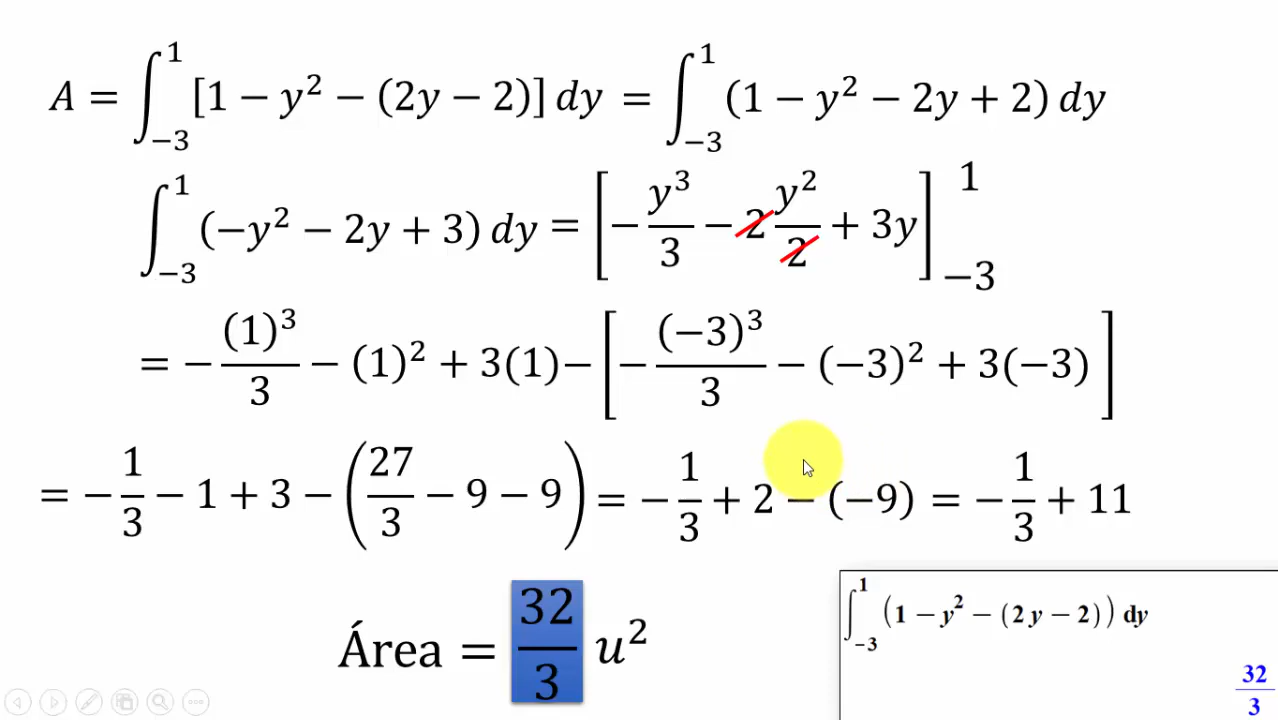 A = ∫_{−3}^{1} [1 − y² − (2y − 2)] dy = ∫_{−3}^{1} (1 − y² − 2y + 2) dy
∫_{−3}^{1} (−y² − 2y + 3) dy = [−y³/3 − 2 y²/2 + 3y]_{−3}^{1}
= −(1)³/3 − (1)² + 3(1) − [−(−3)³/3 − (−3)² + 3(−3)]
= −1/3 − 1 + 3 − (27/3 − 9 − 9) = −1/3 + 2 − (−9) = −1/3 + 11
Área = 32/3 u²
∫_{−3}^{1} (1 − y² − (2 y − 2)) dy
32/3